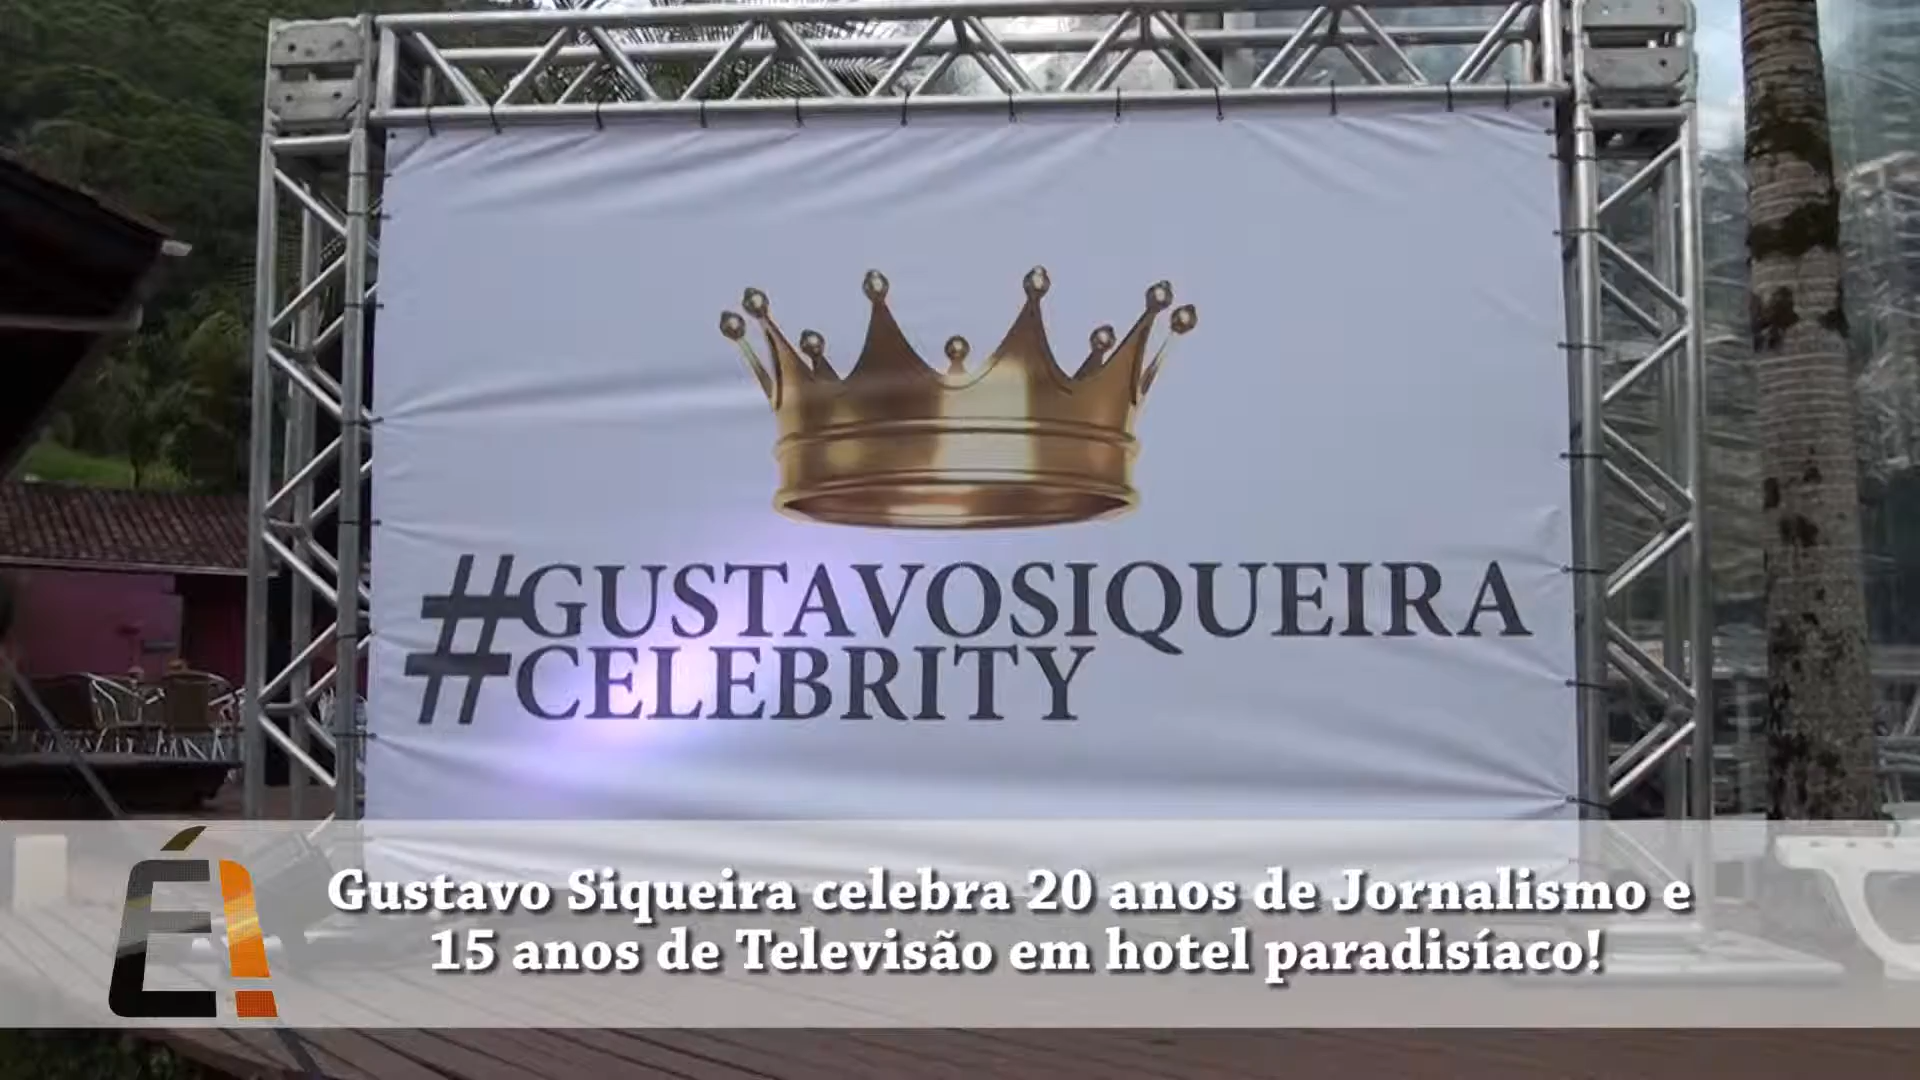 #GUSTAVOSIQUEIRA
#CELEBRITY
É!
Gustavo Siqueira celebra 20 anos de Jornalismo e
15 anos de Televisão em hotel paradisíaco!